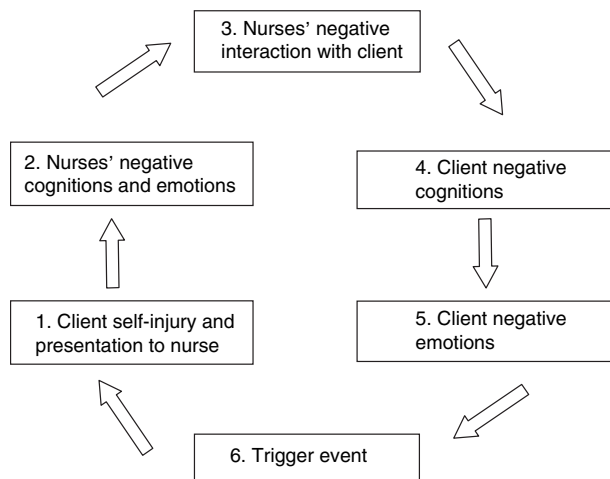 3. Nurses’ negative
interaction with client
2. Nurses’ negative
cognitions and emotions
4. Client negative
cognitions
1. Client self-injury and
presentation to nurse
5. Client negative
emotions
6. Trigger event